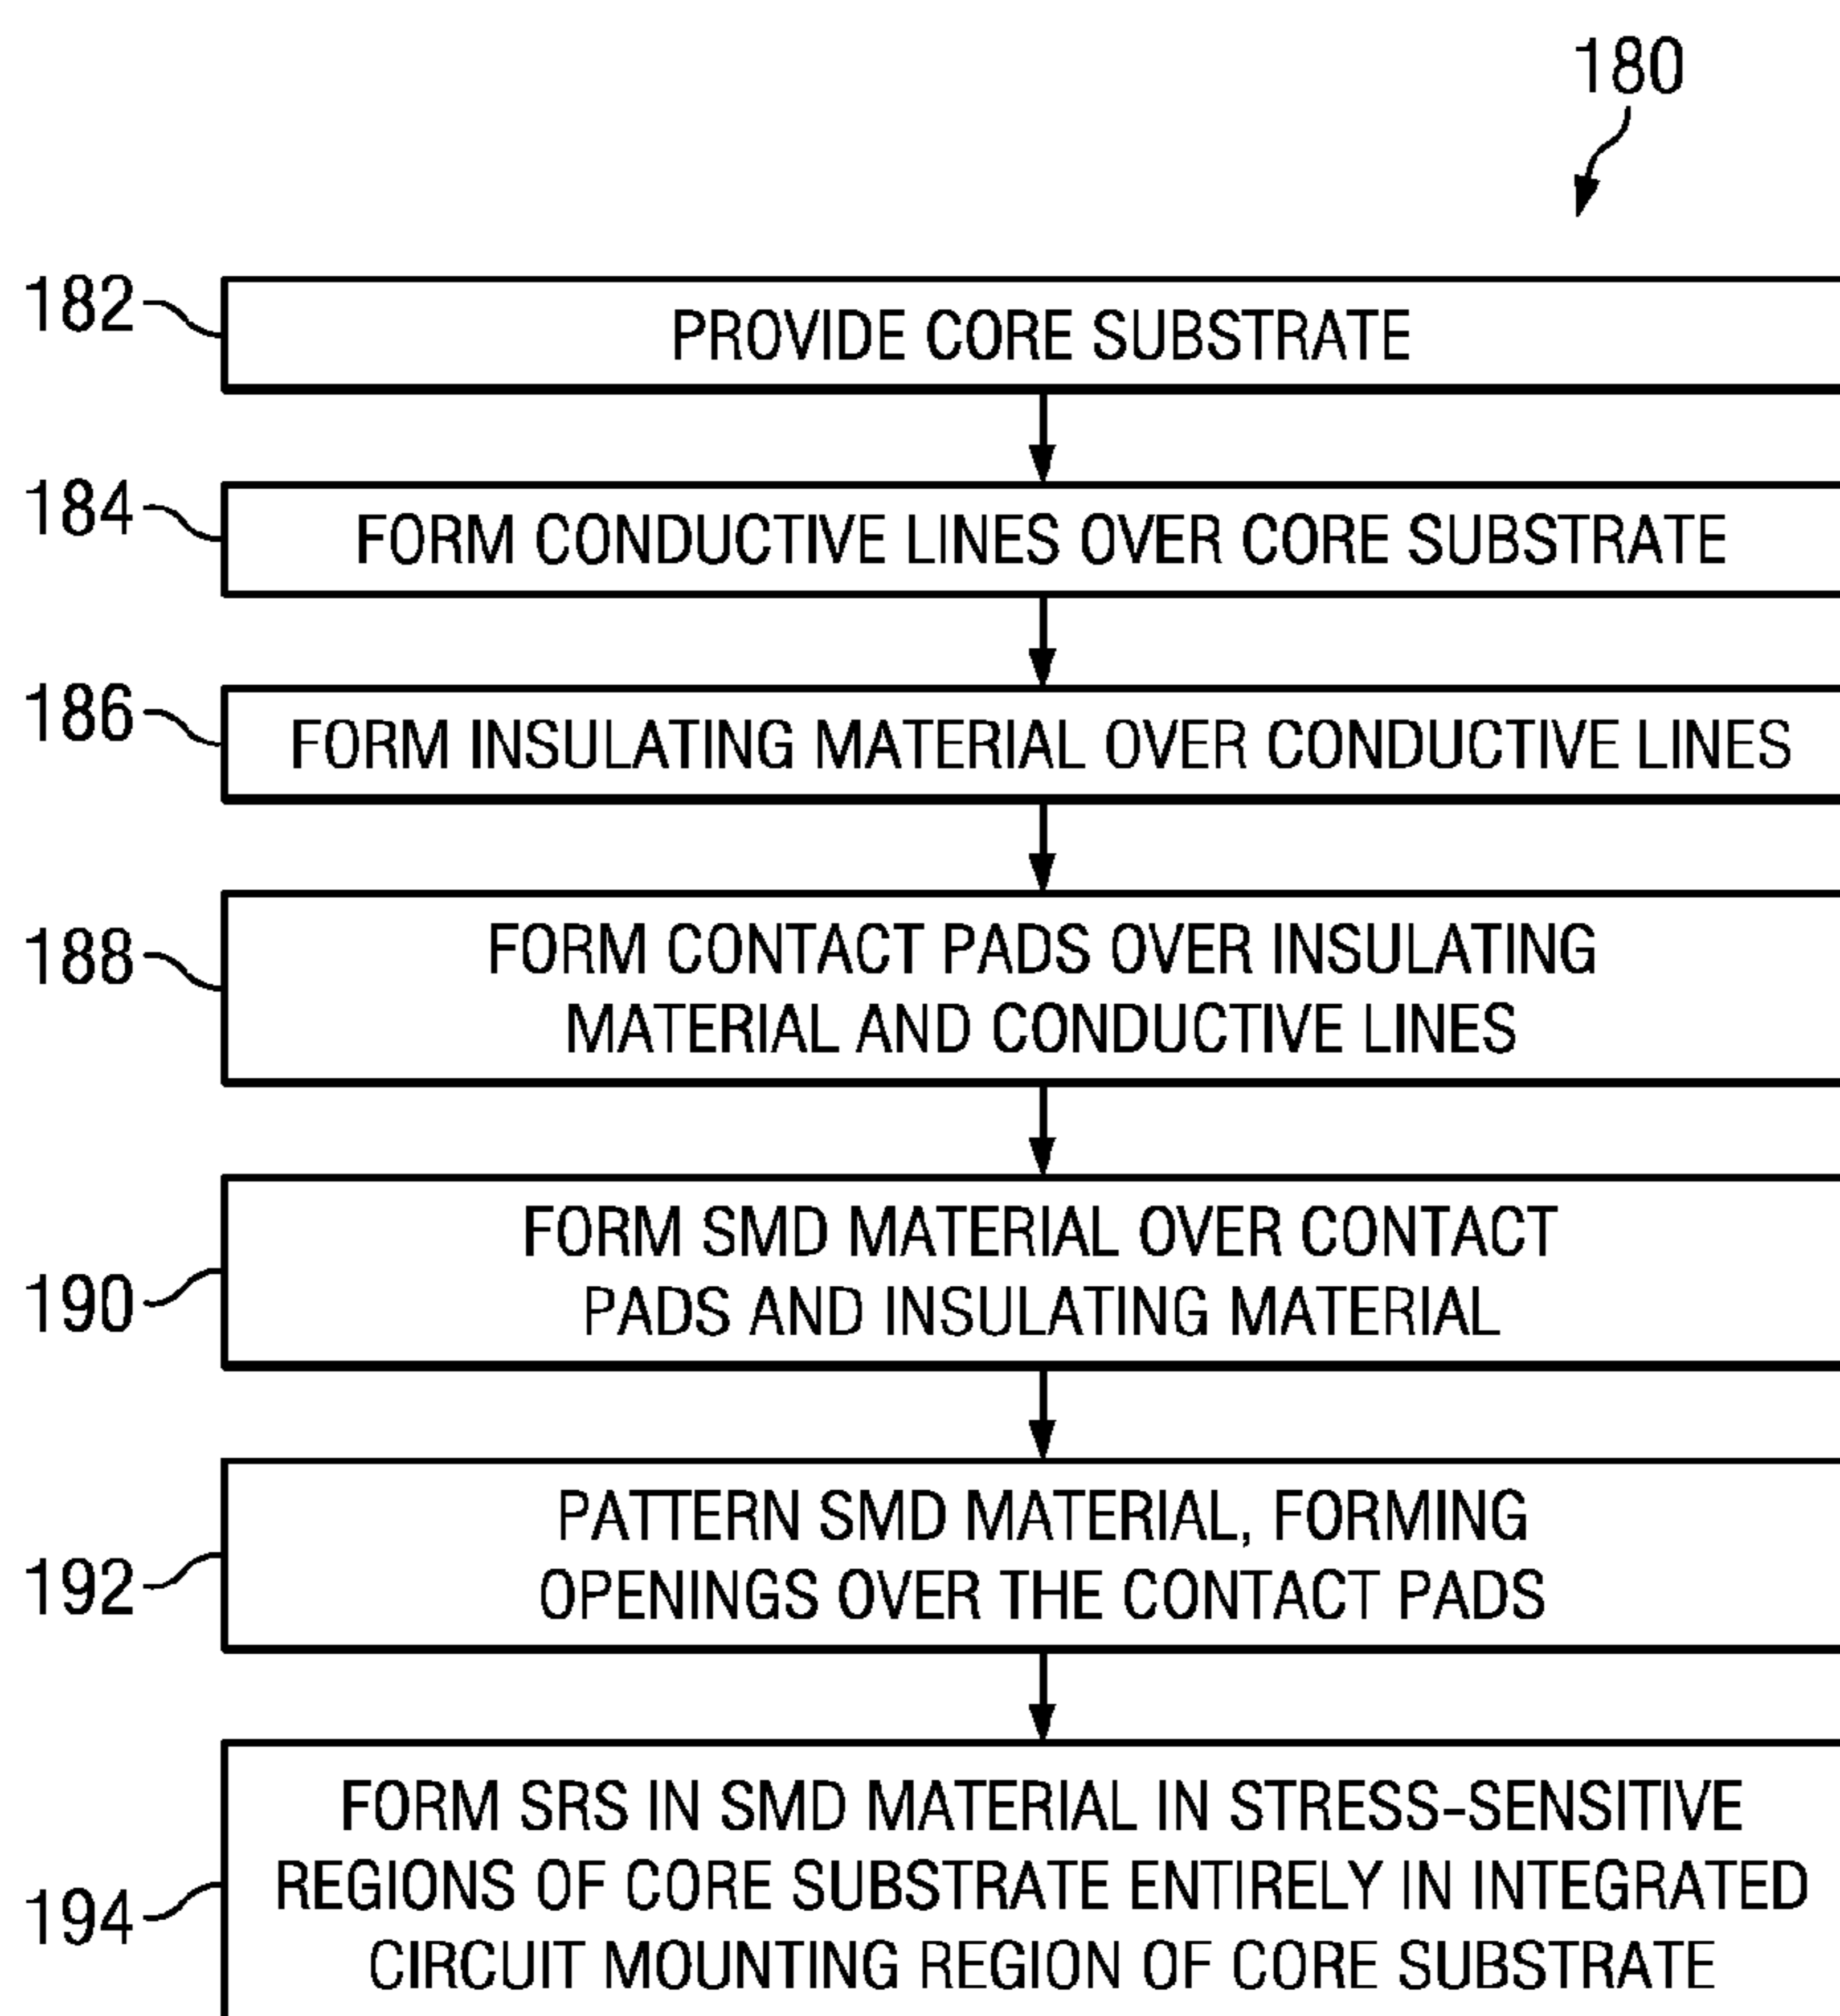 180
182
PROVIDE CORE SUBSTRATE
184
FORM CONDUCTIVE LINES OVER CORE SUBSTRATE
186
FORM INSULATING MATERIAL OVER CONDUCTIVE LINES
188
FORM CONTACT PADS OVER INSULATING
MATERIAL AND CONDUCTIVE LINES
190
FORM SMD MATERIAL OVER CONTACT
PADS AND INSULATING MATERIAL
192
PATTERN SMD MATERIAL, FORMING
OPENINGS OVER THE CONTACT PADS
194
FORM SRS IN SMD MATERIAL IN STRESS-SENSITIVE
REGIONS OF CORE SUBSTRATE ENTIRELY IN INTEGRATED
CIRCUIT MOUNTING REGION OF CORE SUBSTRATE